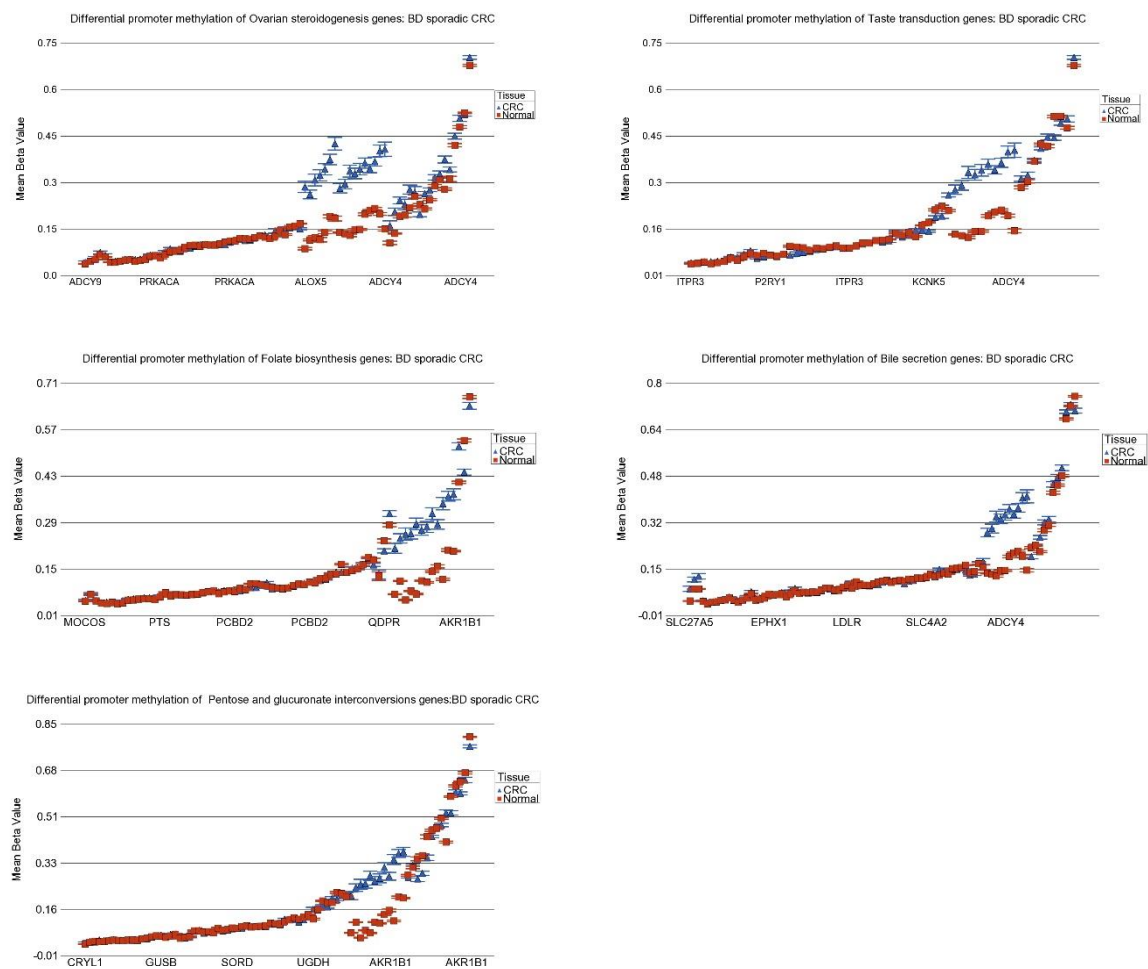 Differential promoter methylation of Ovarian steroidogenesis genes: BD sporadic CRC
0.75
0.6
0.45
0.3
0.15
0.0
Mean Beta Value
ADCY9 PRKACA PRKACA ALOX5 ADCY4 ADCY4
Tissue
CRC
Normal
Differential promoter methylation of Taste transduction genes: BD sporadic CRC
0.75
0.6
0.45
0.3
0.16
0.01
Mean Beta Value
ITPR3 P2RY1 ITPR3 KCNK5 ADCY4
Tissue
CRC
Normal
Differential promoter methylation of Folate biosynthesis genes: BD sporadic CRC
0.71
0.57
0.43
0.29
0.15
0.01
Mean Beta Value
MOCOS PTS PCBD2 PCBD2 QDPR AKR1B1
Tissue
CRC
Normal
Differential promoter methylation of Bile secretion genes: BD sporadic CRC
0.8
0.64
0.48
0.32
0.15
-0.01
Mean Beta Value
SLC27A5 EPHX1 LDLR SLC4A2 ADCY4
Tissue
CRC
Normal
Differential promoter methylation of Pentose and glucuronate interconversions genes:BD sporadic CRC
0.85
0.68
0.51
0.33
0.16
-0.01
Mean Beta Value
CRYL1 GUSB SORD UGDH AKR1B1 AKR1B1
Tissue
CRC
Normal